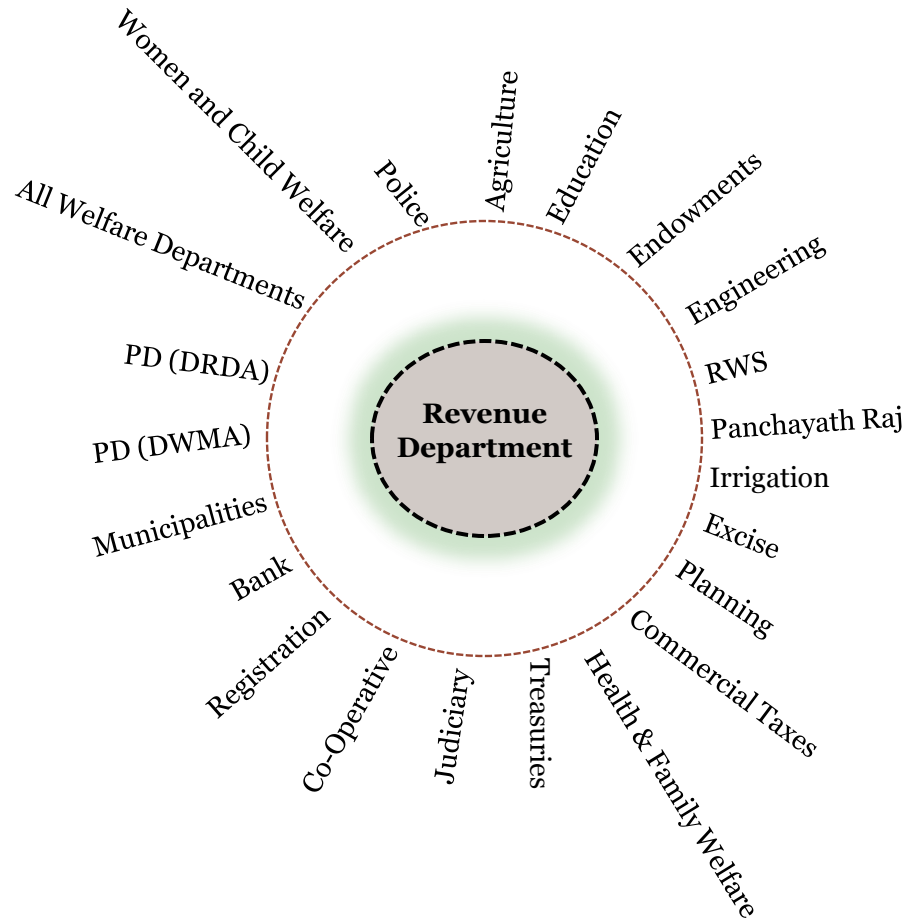 Women and Child Welfare
Police
Agriculture
Education
Endowments
Engineering
RWS
Panchayath Raj
Irrigation
Excise
Planning
Commercial Taxes
Health & Family Welfare
Treasuries
Judiciary
Co-Operative
Registration
Bank
Municipalities
PD (DWMA)
PD (DRDA)
All Welfare Departments
Revenue
Department